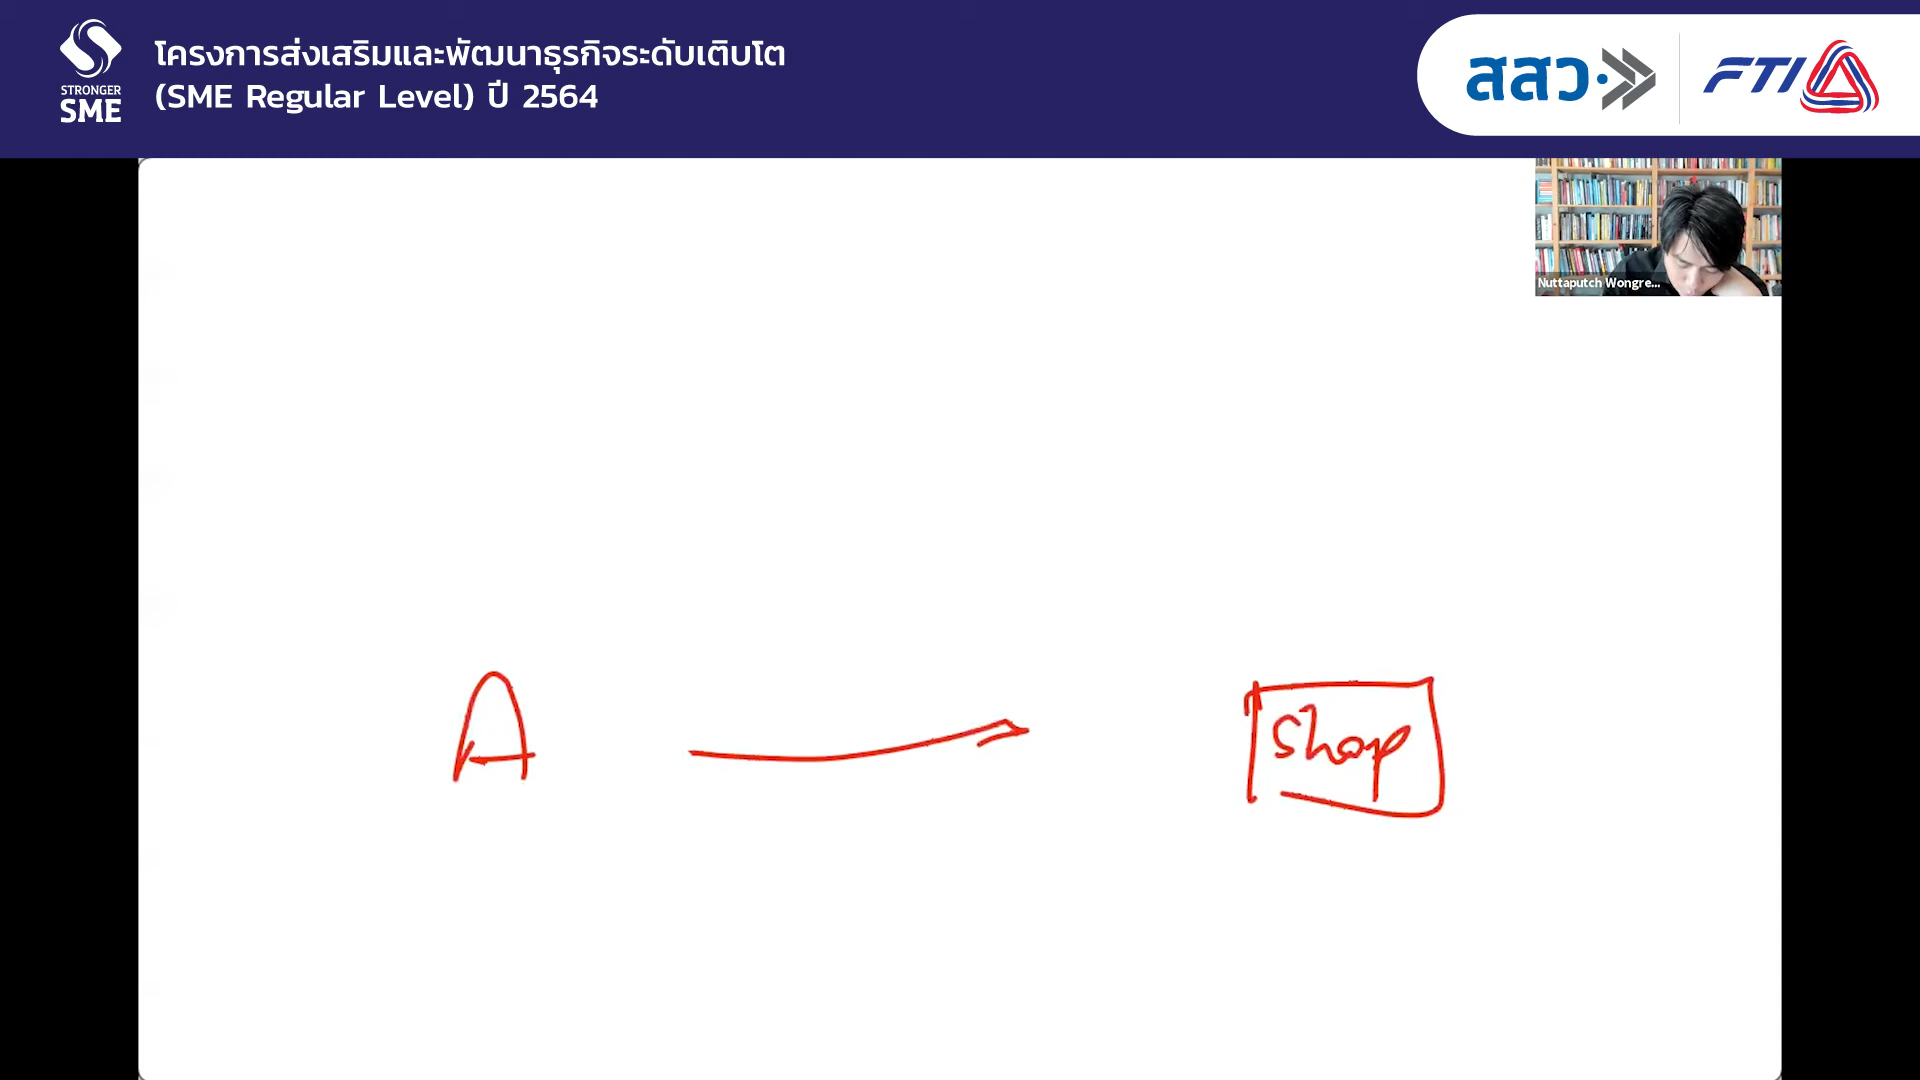 STRONGER
SME
โครงการส่งเสริมและพัฒนาธุรกิจระดับเติบโต
(SME Regular Level) ปี 2564
สสว
FTI
Nuttaputch Wongre...
A
Shop